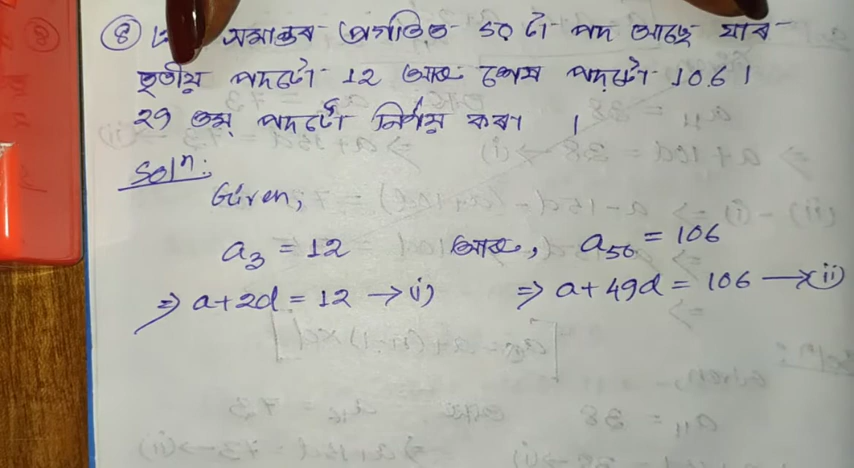 ⑧ সমান্তৰ প্ৰগতিত 50 টা পদ আছে যাৰ
তৃতীয় পদটো 12 আৰু শেষ পদটো 106 ।
29 তম্ পদটো নিৰ্ণয় কৰা ।
Solⁿ:
Given,
a₃ = 12 আৰু, a₅₀ = 106
⇒ a+2d = 12 → i) ⇒ a+49d = 106 → ii)